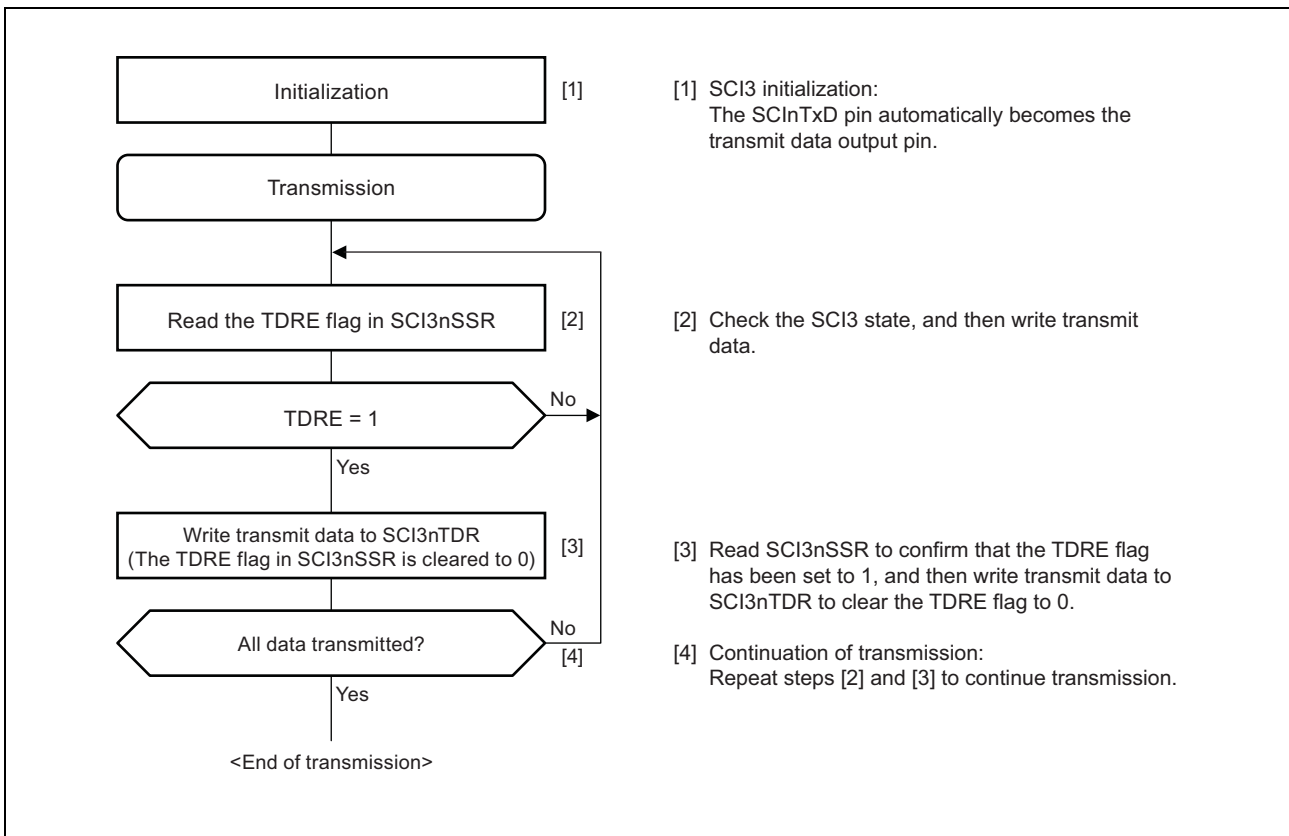 Initialization
[1]
[1] SCI3 initialization:
The SCInTxD pin automatically becomes the
transmit data output pin.
Transmission
Read the TDRE flag in SCI3nSSR
[2]
[2] Check the SCI3 state, and then write transmit
data.
TDRE = 1
No
Yes
Write transmit data to SCI3nTDR
(The TDRE flag in SCI3nSSR is cleared to 0)
[3]
[3] Read SCI3nSSR to confirm that the TDRE flag
has been set to 1, and then write transmit data to
SCI3nTDR to clear the TDRE flag to 0.
All data transmitted?
No
[4]
[4] Continuation of transmission:
Repeat steps [2] and [3] to continue transmission.
Yes
<End of transmission>